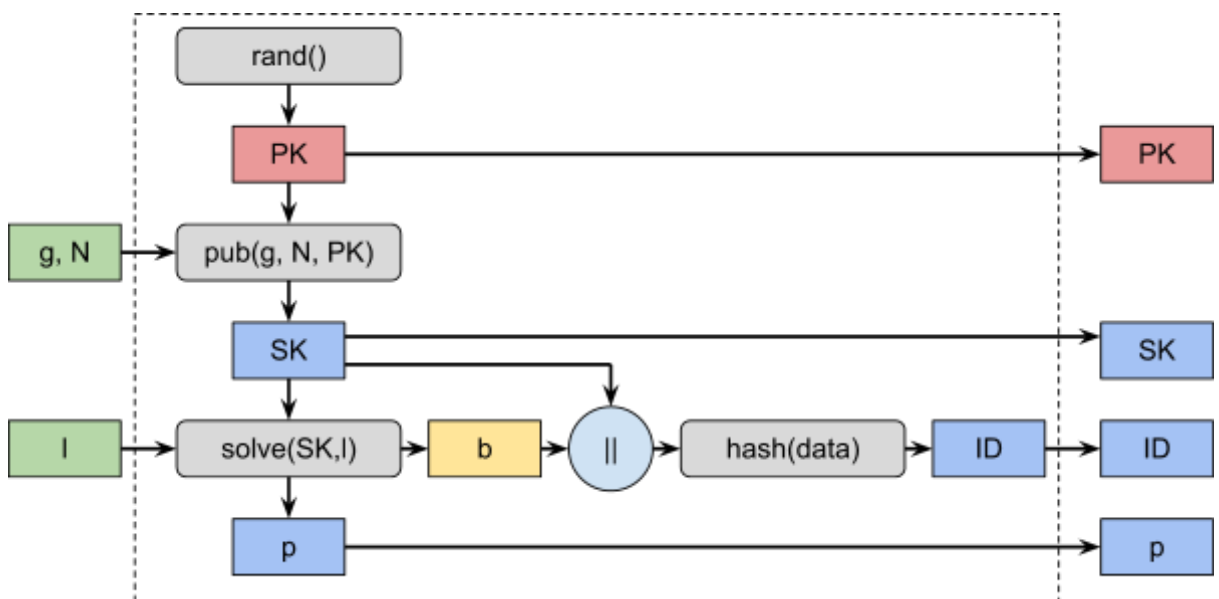 rand()
PK
PK
g, N
pub(g, N, PK)
SK
SK
l
solve(SK,l)
b
||
hash(data)
ID
ID
p
p